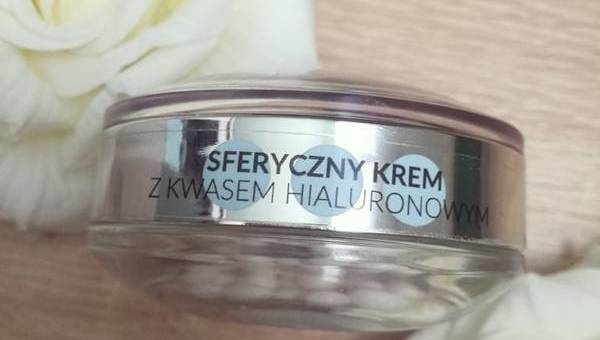 SFERYCZNY KREM
Z KWASEM HIALURONOWYM